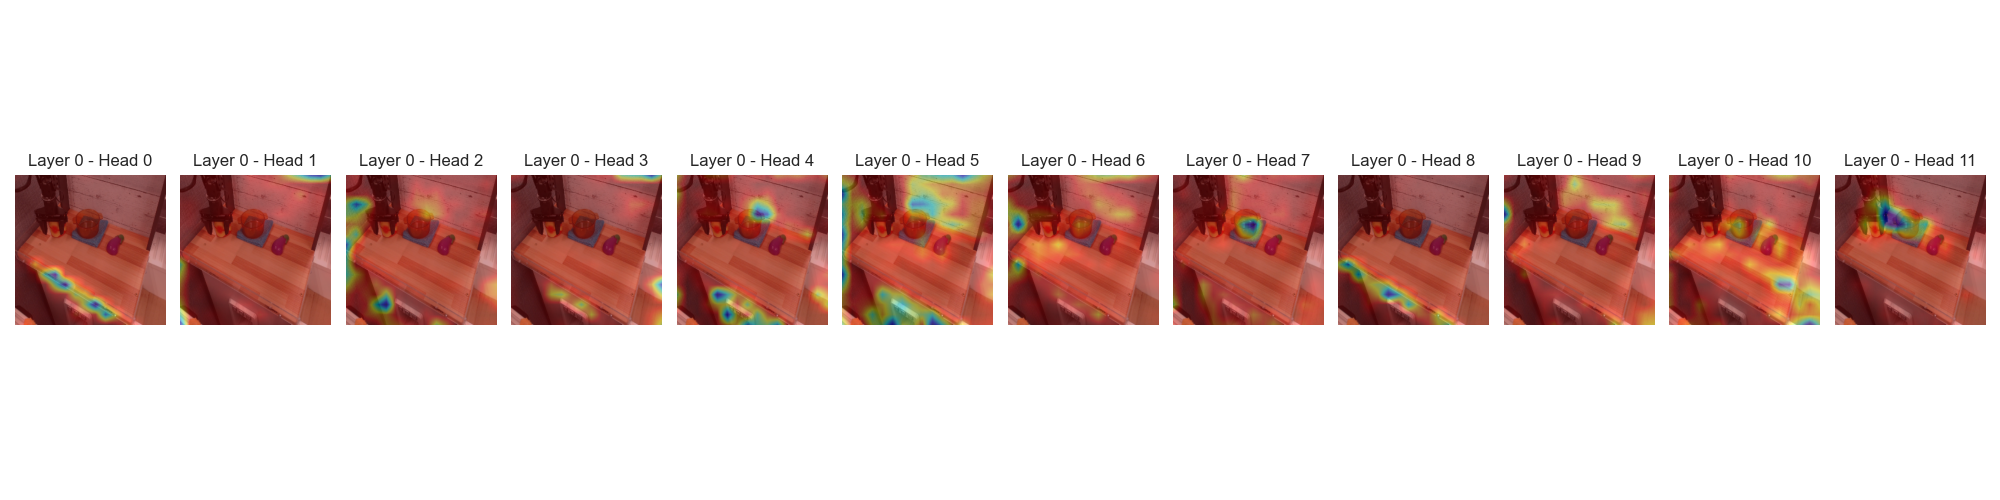 Layer 0 - Head 0
Layer 0 - Head 1
Layer 0 - Head 2
Layer 0 - Head 3
Layer 0 - Head 4
Layer 0 - Head 5
Layer 0 - Head 6
Layer 0 - Head 7
Layer 0 - Head 8
Layer 0 - Head 9
Layer 0 - Head 10
Layer 0 - Head 11